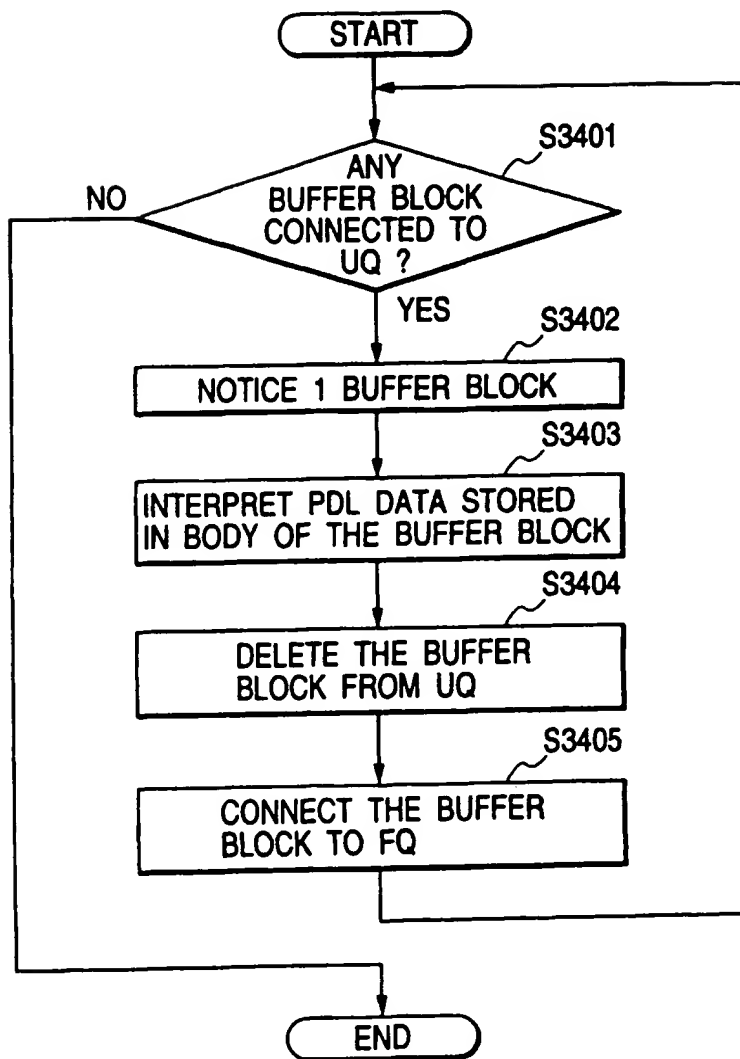 START
S3401
ANY
BUFFER BLOCK
CONNECTED TO
UQ ?
NO
YES
S3402
NOTICE 1 BUFFER BLOCK
S3403
INTERPRET PDL DATA STORED
IN BODY OF THE BUFFER BLOCK
S3404
DELETE THE BUFFER
BLOCK FROM UQ
S3405
CONNECT THE BUFFER
BLOCK TO FQ
END